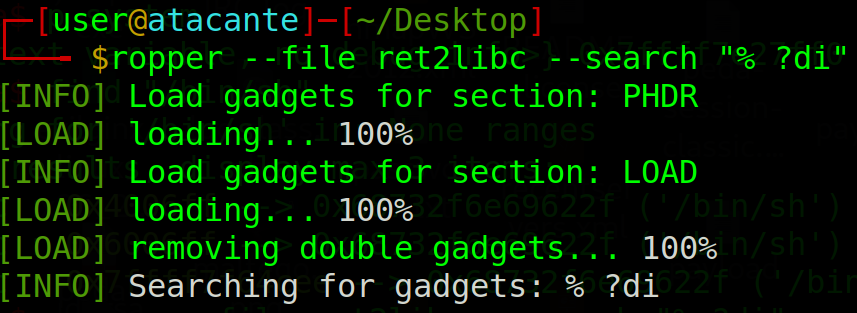 ┌─[user@atacante]─[~/Desktop]
└──╼ $ropper --file ret2libc --search "% ?di"
[INFO] Load gadgets for section: PHDR
[LOAD] loading... 100%
[INFO] Load gadgets for section: LOAD
[LOAD] loading... 100%
[LOAD] removing double gadgets... 100%
[INFO] Searching for gadgets: % ?di